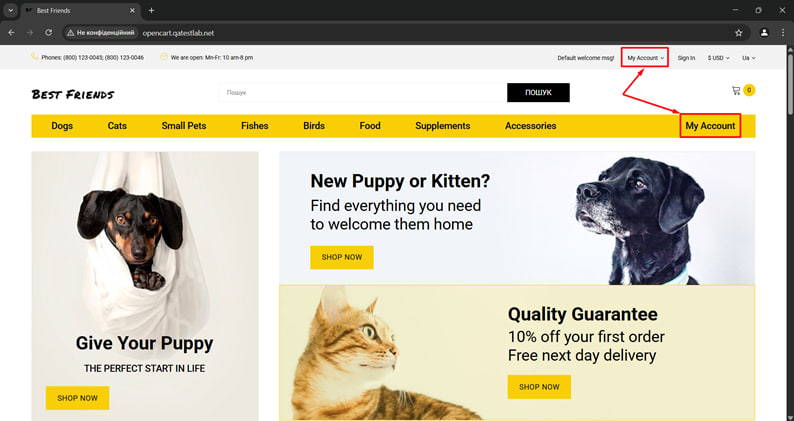 Best Friends
Не конфіденційний
opencart.qatestlab.net
Phones: (800) 123-0045; (800) 123-0046
We are open: Mn-Fr: 10 am-8 pm
Default welcome msg!
My Account
Sign In
$ USD
Ua
BEST FRIENDS
Пошук
ПОШУК
0
Dogs
Cats
Small Pets
Fishes
Birds
Food
Supplements
Accessories
My Account
Give Your Puppy
THE PERFECT START IN LIFE
SHOP NOW
New Puppy or Kitten?
Find everything you need
to welcome them home
SHOP NOW
Quality Guarantee
10% off your first order
Free next day delivery
SHOP NOW